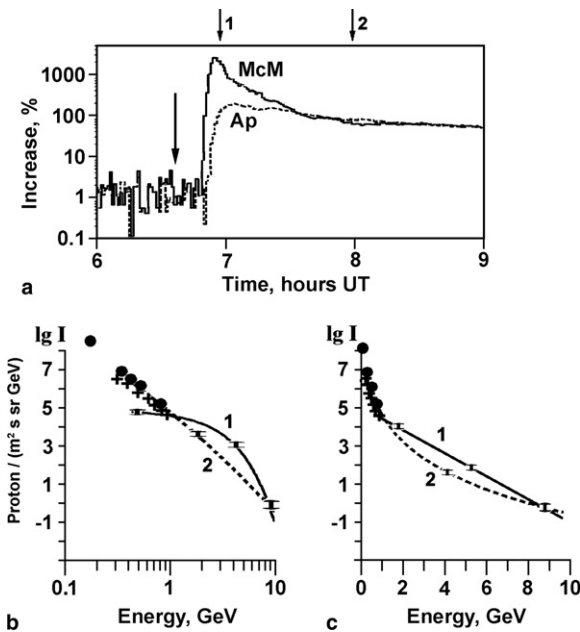 1 2
1000
100
10
1
0.1
Increase, %
McM
Ap
6 7 8 9
Time, hours UT
a
lg I
7
5
3
1
-1
Proton / (m² s sr GeV)
1
2
0.1 1 10
Energy, GeV
b
lg I
7
5
3
1
-1
1
2
0 2 4 6 8 10
Energy, GeV
c